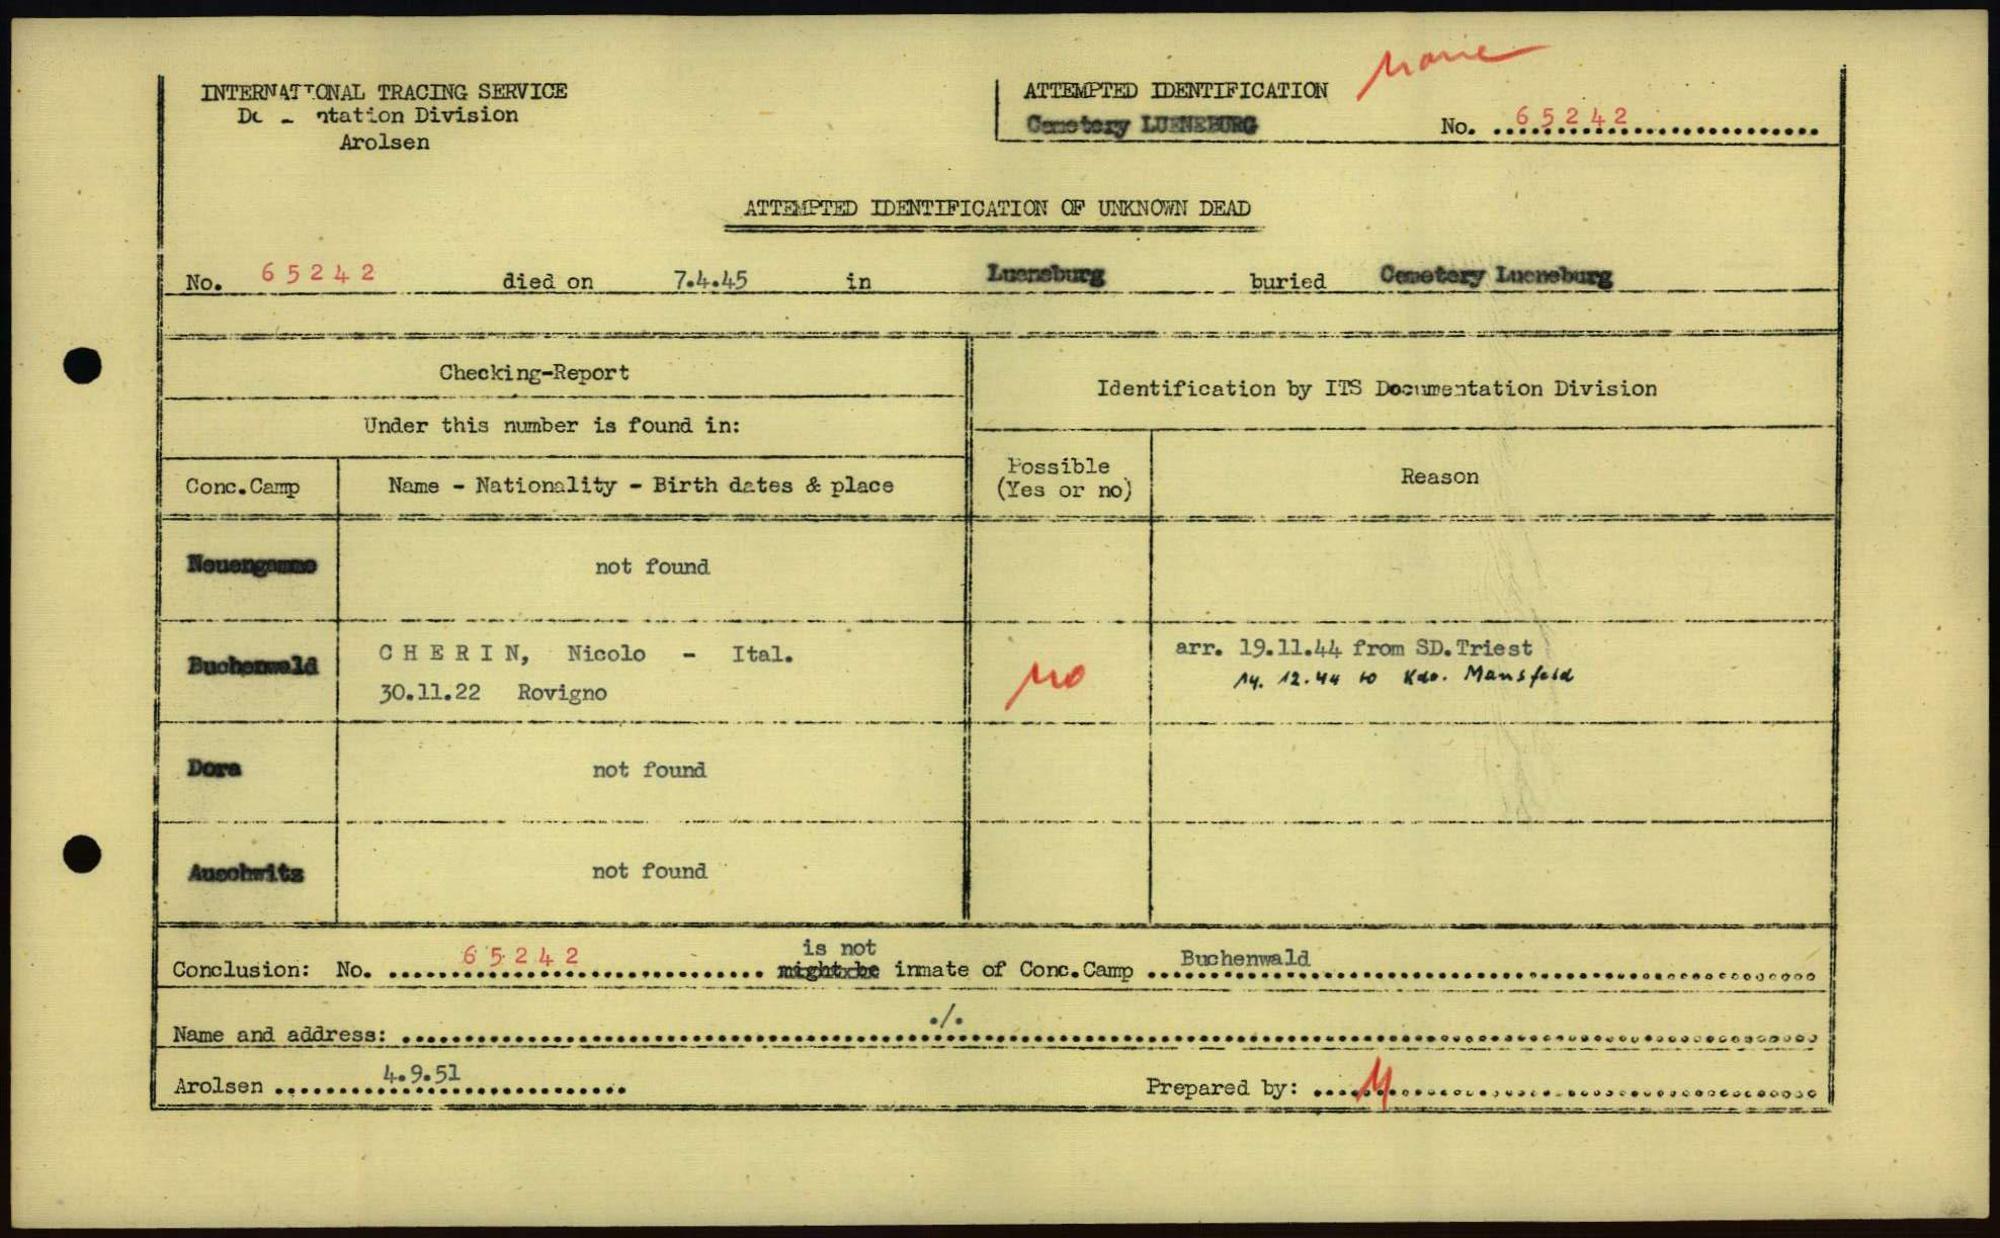 none
INTERNATIONAL TRACING SERVICE
Documentation Division
Arolsen
ATTEMPTED IDENTIFICATION
Cemetery LUENEBURG
No. 65242
ATTEMPTED IDENTIFICATION OF UNKNOWN DEAD
No. 65242 died on 7.4.45 in Lueneburg buried Cemetery Lueneburg
Checking-Report
Under this number is found in:
Identification by ITS Documentation Division
Conc.Camp
Name - Nationality - Birth dates & place
Possible
(Yes or no)
Reason
Neuengamme not found
Buchenwald
CHERIN, Nicolo - Ital.
30.11.22 Rovigno
no
arr. 19.11.44 from SD.Triest
14.12.44 to Kdo. Mansfeld
Dora not found
Auschwitz not found
is not
Conclusion: No. 65242 might be inmate of Conc.Camp Buchenwald
Name and address: ./.
Arolsen 4.9.51
Prepared by: M